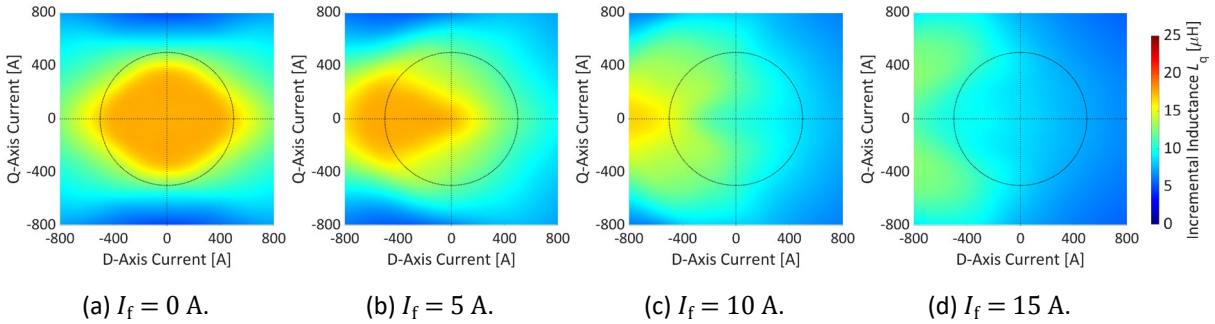 800
400
0
-400
-800
Q-Axis Current [A]
-800 -400 0 400 800
D-Axis Current [A]
(a) I_f = 0 A.
800
400
0
-400
-800
Q-Axis Current [A]
-800 -400 0 400 800
D-Axis Current [A]
(b) I_f = 5 A.
800
400
0
-400
-800
Q-Axis Current [A]
-800 -400 0 400 800
D-Axis Current [A]
(c) I_f = 10 A.
800
400
0
-400
-800
Q-Axis Current [A]
-800 -400 0 400 800
D-Axis Current [A]
(d) I_f = 15 A.
25
20
15
10
5
0
Incremental Inductance L_q [μH]